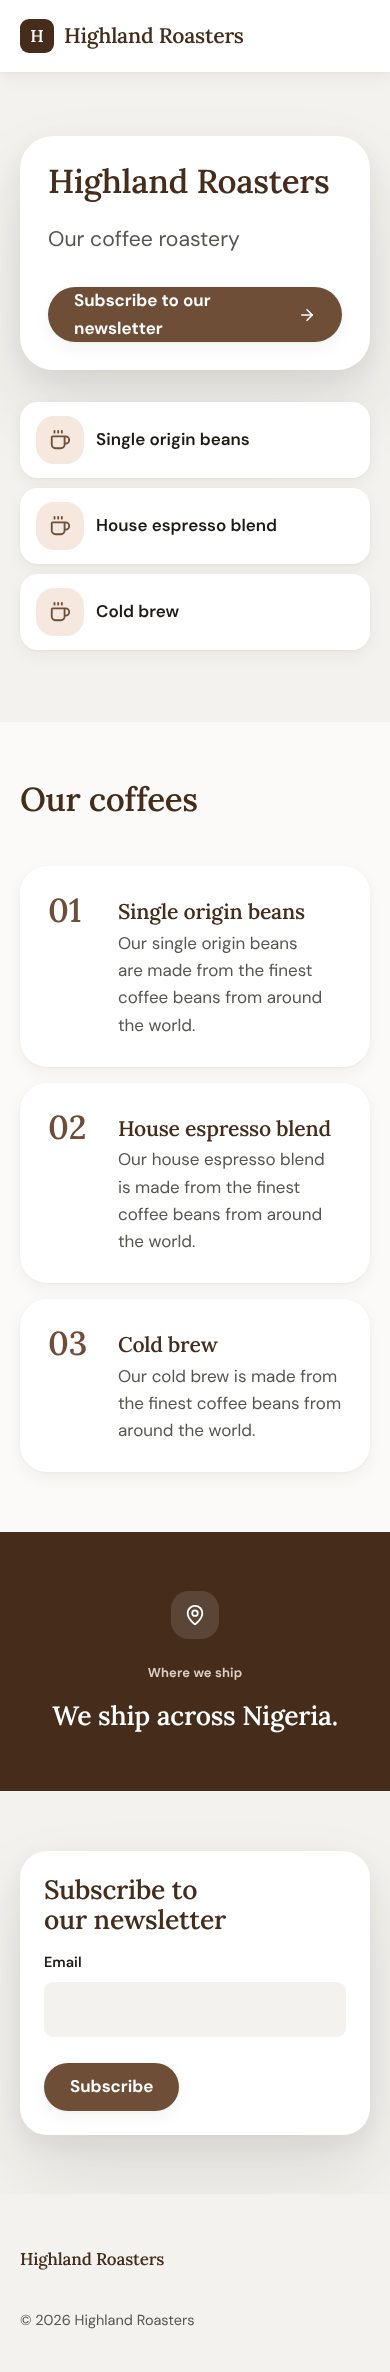 H Highland Roasters
Highland Roasters
Our coffee roastery
Subscribe to our
newsletter
Single origin beans
House espresso blend
Cold brew
Our coffees
01
Single origin beans
Our single origin beans
are made from the finest
coffee beans from around
the world.
02
House espresso blend
Our house espresso blend
is made from the finest
coffee beans from around
the world.
03
Cold brew
Our cold brew is made from
the finest coffee beans from
around the world.
Where we ship
We ship across Nigeria.
Subscribe to
our newsletter
Email
Subscribe
Highland Roasters
© 2026 Highland Roasters